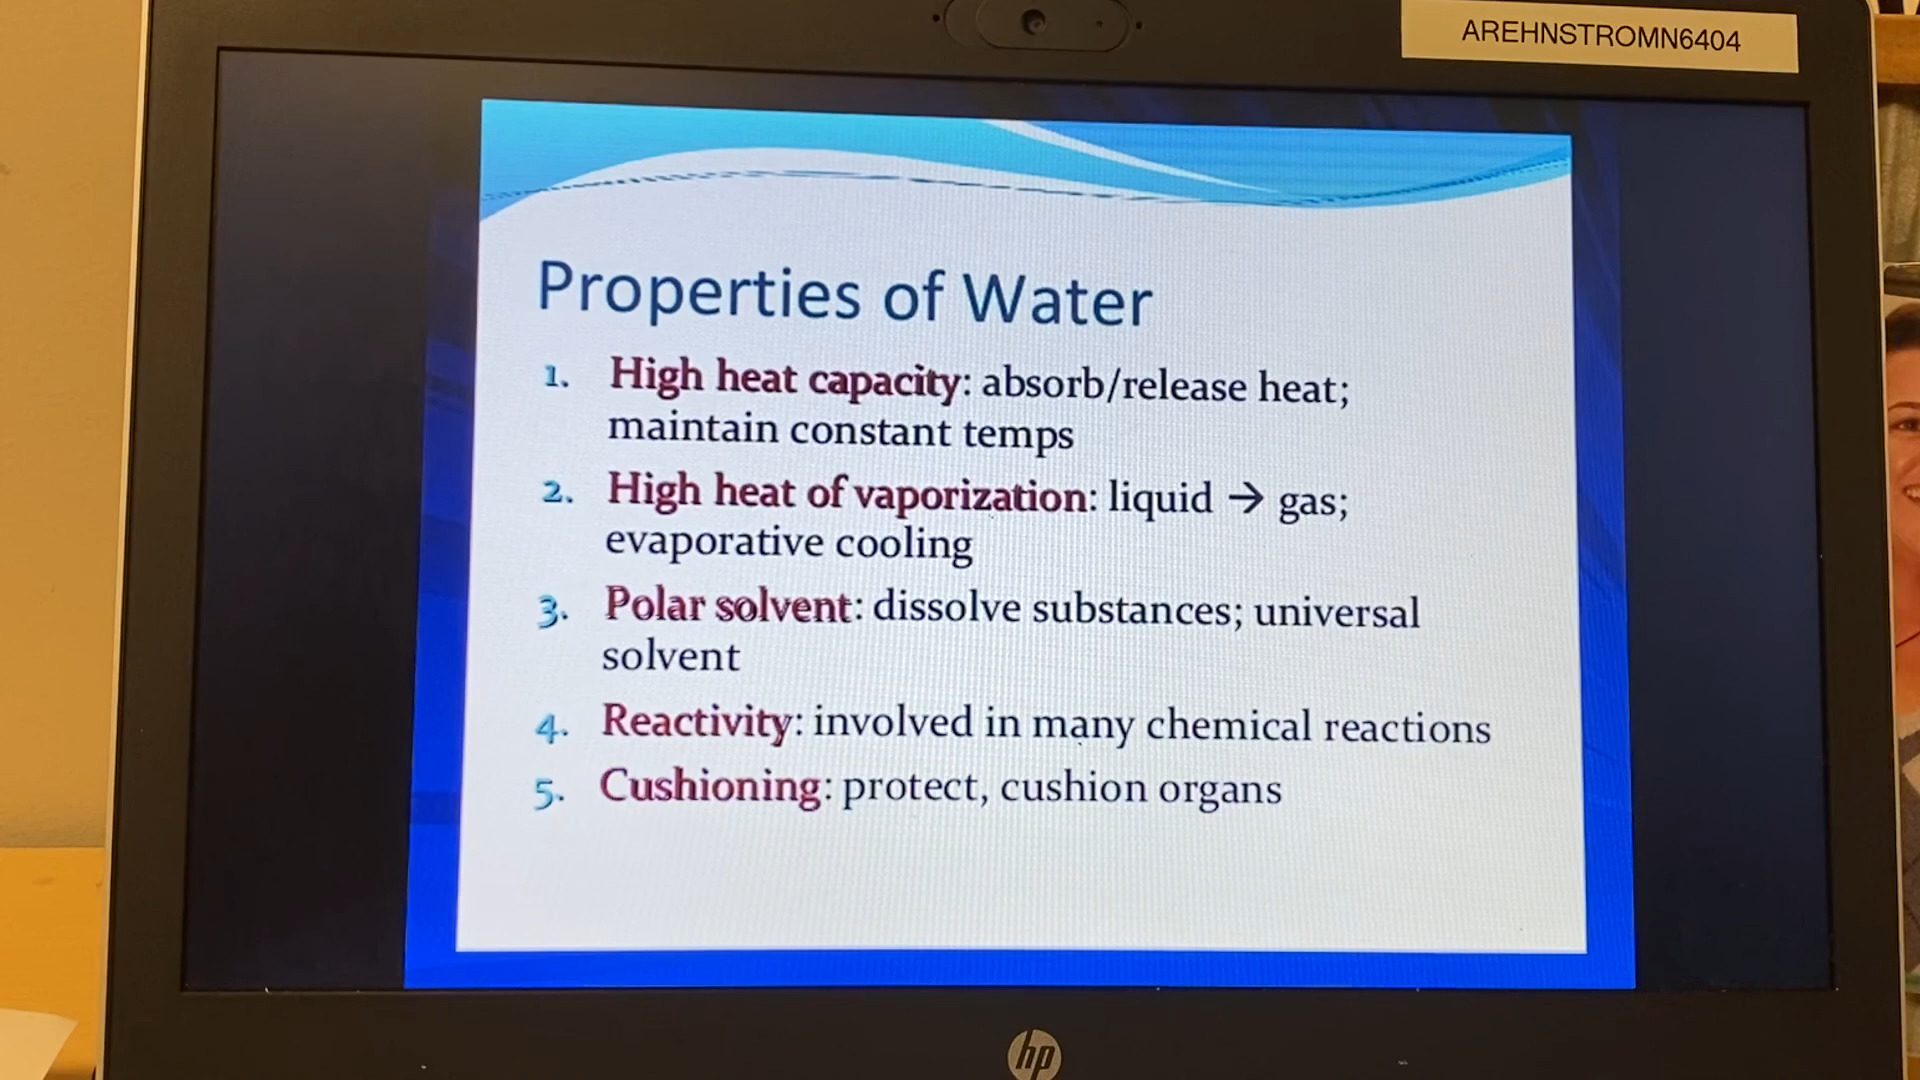 AREHNSTROMN6404
Properties of Water
1. High heat capacity: absorb/release heat;
maintain constant temps
2. High heat of vaporization: liquid → gas;
evaporative cooling
3. Polar solvent: dissolve substances; universal
solvent
4. Reactivity: involved in many chemical reactions
5. Cushioning: protect, cushion organs
hp